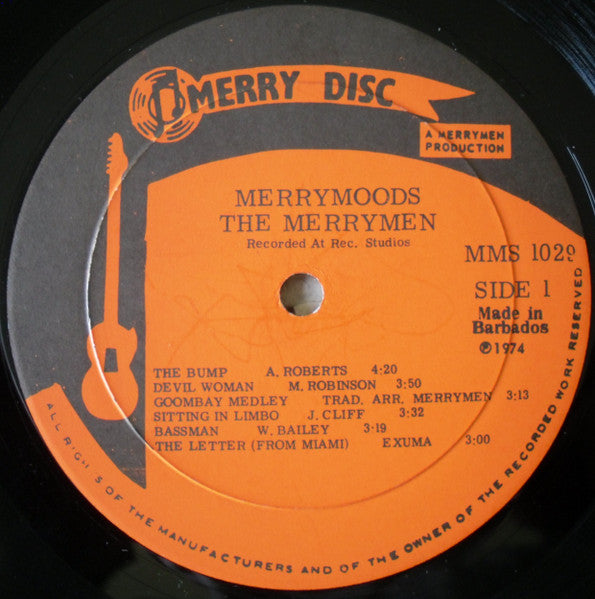 MERRY DISC
A MERRYMEN
PRODUCTION
MERRYMOODS
THE MERRYMEN
Recorded At Rec. Studios
MMS 1029
SIDE 1
Made in
Barbados
℗1974
THE BUMP A. ROBERTS 4:20
DEVIL WOMAN M. ROBINSON 3:50
GOOMBAY MEDLEY TRAD. ARR. MERRYMEN 3:13
SITTING IN LIMBO J. CLIFF 3:32
BASSMAN W. BAILEY 3:19
THE LETTER (FROM MIAMI) EXUMA 3:00
ALL RIGHTS OF THE MANUFACTURERS AND OF THE OWNER OF THE RECORDED WORK RESERVED